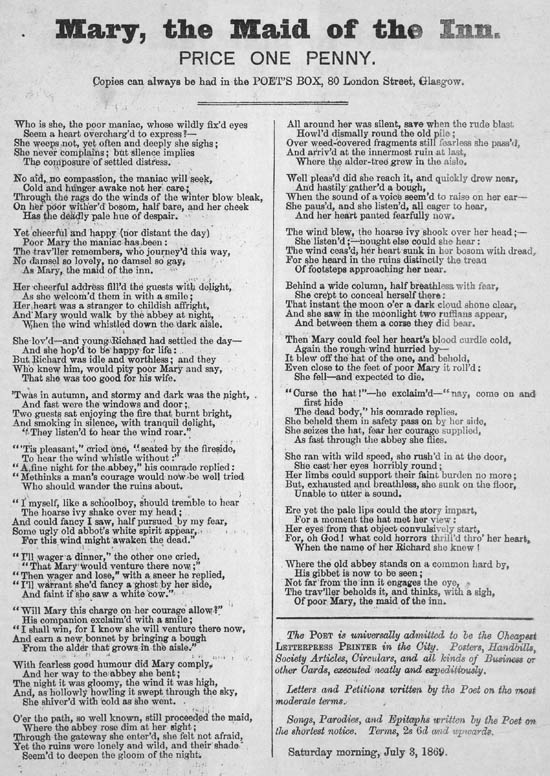 Mary, the Maid of the Inn.
PRICE ONE PENNY.
Copies can always be had in the POET'S BOX, 80 London Street, Glasgow.
Who is she, the poor maniac, whose wildly fix'd eyes
Seem a heart overcharg'd to express?—
She weeps not, yet often and deeply she sighs;
She never complains; but silence implies
The composure of settled distress.
No aid, no compassion, the maniac will seek,
Cold and hunger awake not her care;
Through the rags do the winds of the winter blow bleak,
On her poor wither'd bosom, half bare, and her cheek
Has the deadly pale hue of despair.
Yet cheerful and happy (nor distant the day)
Poor Mary the maniac has been:
The trav'ller remembers, who journey'd this way,
No damsel so lovely, no damsel so gay,
As Mary, the maid of the inn.
Her cheerful address fill'd the guests with delight,
As she welcom'd them in with a smile;
Her heart was a stranger to childish affright,
And Mary would walk by the abbey at night,
When the wind whistled down the dark aisle.
She lov'd—and young Richard had settled the day—
And she hop'd to be happy for life:
But Richard was idle and worthless; and they
Who knew him, would pity poor Mary and say,
That she was too good for his wife.
'Twas in autumn, and stormy and dark was the night,
And fast were the windows and door;
Two guests sat enjoying the fire that burnt bright,
And smoking in silence, with tranquil delight,
"They listen'd to hear the wind roar."
"'Tis pleasant," cried one, "seated by the fireside,
To hear the wind whistle without:"
"A fine night for the abbey," his comrade replied:
"Methinks a man's courage would now be well tried
Who should wander the ruins about.
"I myself, like a schoolboy, should tremble to hear
The hoarse ivy shake over my head;
And could fancy I saw, half pursued by my fear,
Some ugly old abbot's white spirit appear,
For this wind might awaken the dead."
"I'll wager a dinner," the other one cried,
"That Mary would venture there now;"
"Then wager and lose," with a sneer he replied,
"I'll warrant she'd fancy a ghost by her side,
And faint if she saw a white cow."
"Will Mary this charge on her courage allow?"
His companion exclaim'd with a smile;
"I shall win, for I know she will venture there now,
And earn a new bonnet by bringing a bough
From the alder that grows in the aisle."
With fearless good humour did Mary comply,
And her way to the abbey she bent;
The night it was gloomy, the wind it was high,
And, as hollowly howling it swept through the sky,
She shiver'd with cold as she went.
O'er the path, so well known, still proceeded the maid,
Where the abbey rose dim at her sight;
Through the gateway she enter'd, she felt not afraid,
Yet the ruins were lonely and wild, and their shade
Seem'd to deepen the gloom of the night.
All around her was silent, save when the rude blast
Howl'd dismally round the old pile;
Over weed-covered fragments still fearless she pass'd,
And arriv'd at the innermost ruin at last,
Where the alder-tree grew in the aisle.
Well pleas'd did she reach it, and quickly drew near,
And hastily gather'd a bough,
When the sound of a voice seem'd to raise on her ear—
She paus'd, and she listen'd, all eager to hear,
And her heart panted fearfully now.
The wind blew, the hoarse ivy shook over her head;—
She listen'd;—nought else could she hear:
The wind ceas'd, her heart sunk in her bosom with dread,
For she heard in the ruins distinctly the tread
Of footsteps approaching her near.
Behind a wide column, half breathless with fear,
She crept to conceal herself there:
That instant the moon o'er a dark cloud shone clear,
And she saw in the moonlight two ruffians appear,
And between them a corse they did bear.
Then Mary could feel her heart's blood curdle cold,
Again the rough wind hurried by—
It blew off the hat of the one, and behold,
Even close to the feet of poor Mary it roll'd:
She fell—and expected to die.
"Curse the hat!"—he exclaim'd—"nay, come on and
first hide
The dead body," his comrade replies.
She beheld them in safety pass on by her side,
She seizes the hat, fear her courage supplied,
As fast through the abbey she flies.
She ran with wild speed, she rush'd in at the door,
She cast her eyes horribly round;
Her limbs could support their faint burden no more;
But, exhausted and breathless, she sunk on the floor,
Unable to utter a sound.
Ere yet the pale lips could the story impart,
For a moment the hat met her view:
Her eyes from that object convulsively start,
For, oh God! what cold horrors thrill'd thro' her heart,
When the name of her Richard she knew!
Where the old abbey stands on a common hard by,
His gibbet is now to be seen;
Not far from the inn it engages the eye,
The trav'ller beholds it, and thinks, with a sigh,
Of poor Mary, the maid of the inn.
The POET is universally admitted to be the Cheapest
LETTERPRESS PRINTER in the City. Posters, Handbills,
Society Articles, Circulars, and all kinds of Business or
other Cards, executed neatly and expeditiously.
Letters and Petitions written by the Poet on the most
moderate terms.
Songs, Parodies, and Epitaphs written by the Poet on
the shortest notice. Terms, 2s 6d and upwards.
Saturday morning, July 3, 1869.